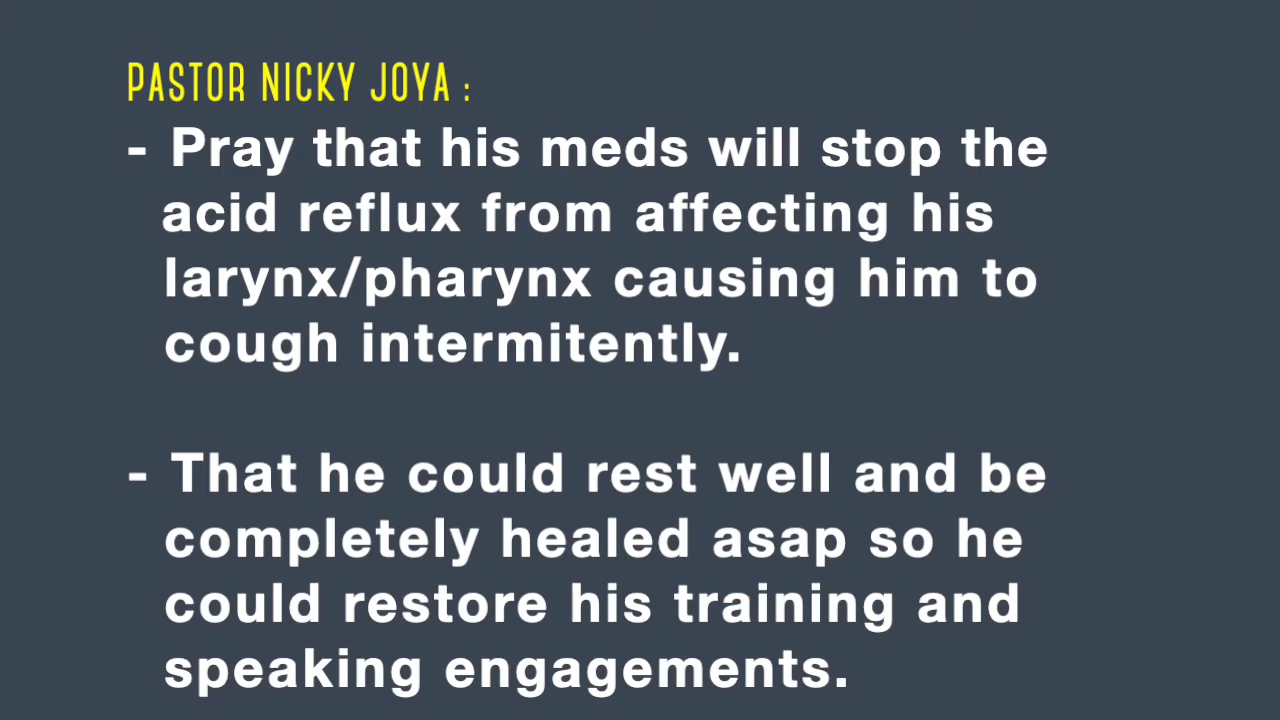 PASTOR NICKY JOYA :
- Pray that his meds will stop the
acid reflux from affecting his
larynx/pharynx causing him to
cough intermitently.
- That he could rest well and be
completely healed asap so he
could restore his training and
speaking engagements.